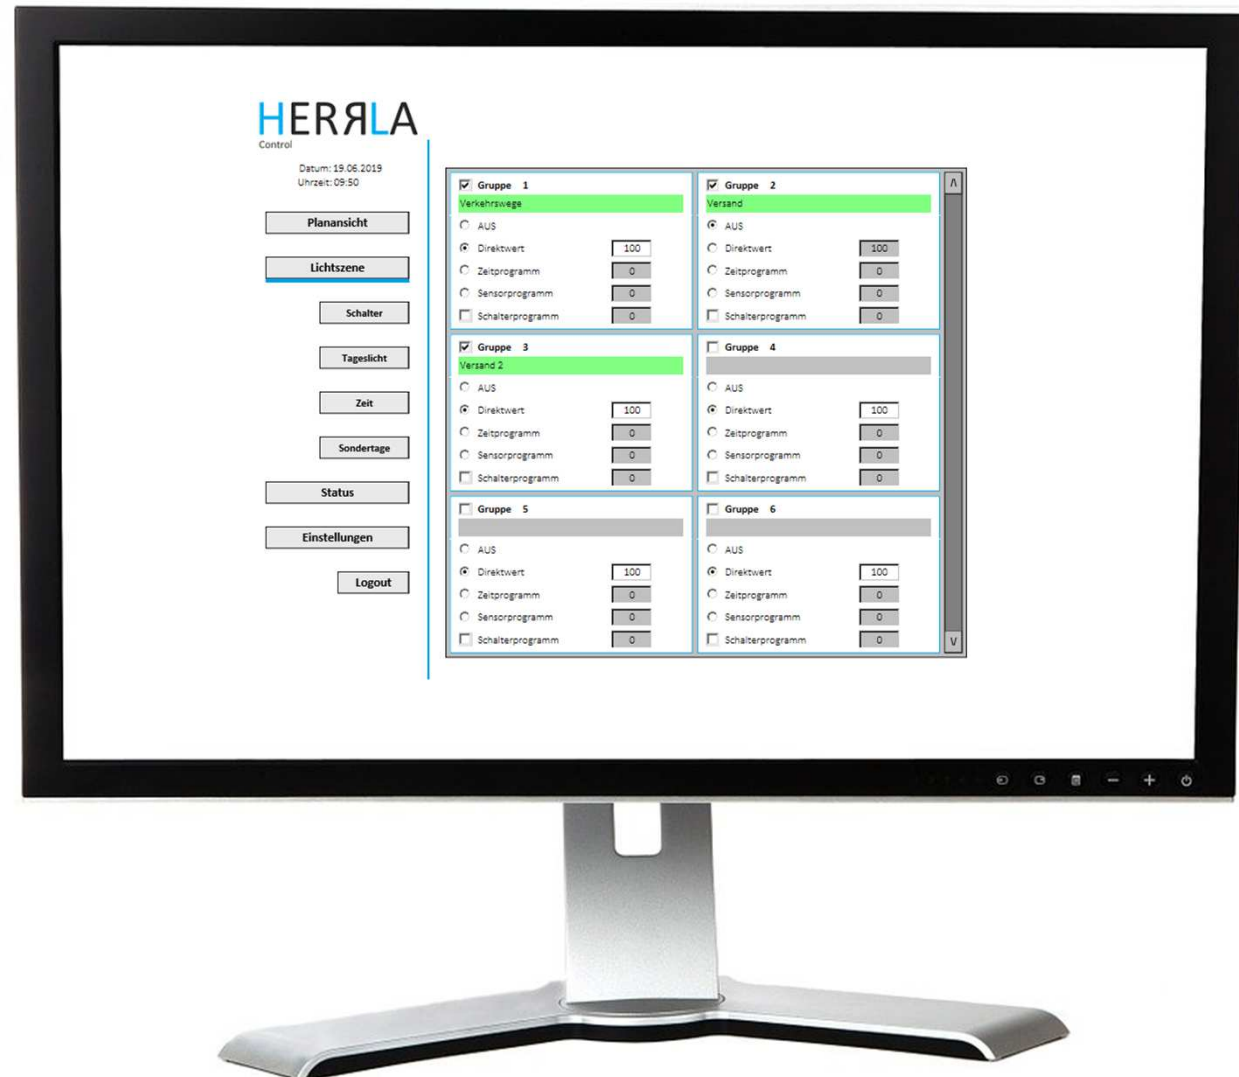 HERЯLA
Control
Datum: 19.06.2019
Uhrzeit: 09:50
Planansicht
Lichtszene
Schalter
Tageslicht
Zeit
Sondertage
Status
Einstellungen
Logout
Gruppe 1
Verkehrswege
AUS
Direktwert 100
Zeitprogramm 0
Sensorprogramm 0
Schalterprogramm 0
Gruppe 2
Versand
AUS
Direktwert 100
Zeitprogramm 0
Sensorprogramm 0
Schalterprogramm 0
Gruppe 3
Versand 2
AUS
Direktwert 100
Zeitprogramm 0
Sensorprogramm 0
Schalterprogramm 0
Gruppe 4
AUS
Direktwert 100
Zeitprogramm 0
Sensorprogramm 0
Schalterprogramm 0
Gruppe 5
AUS
Direktwert 100
Zeitprogramm 0
Sensorprogramm 0
Schalterprogramm 0
Gruppe 6
AUS
Direktwert 100
Zeitprogramm 0
Sensorprogramm 0
Schalterprogramm 0